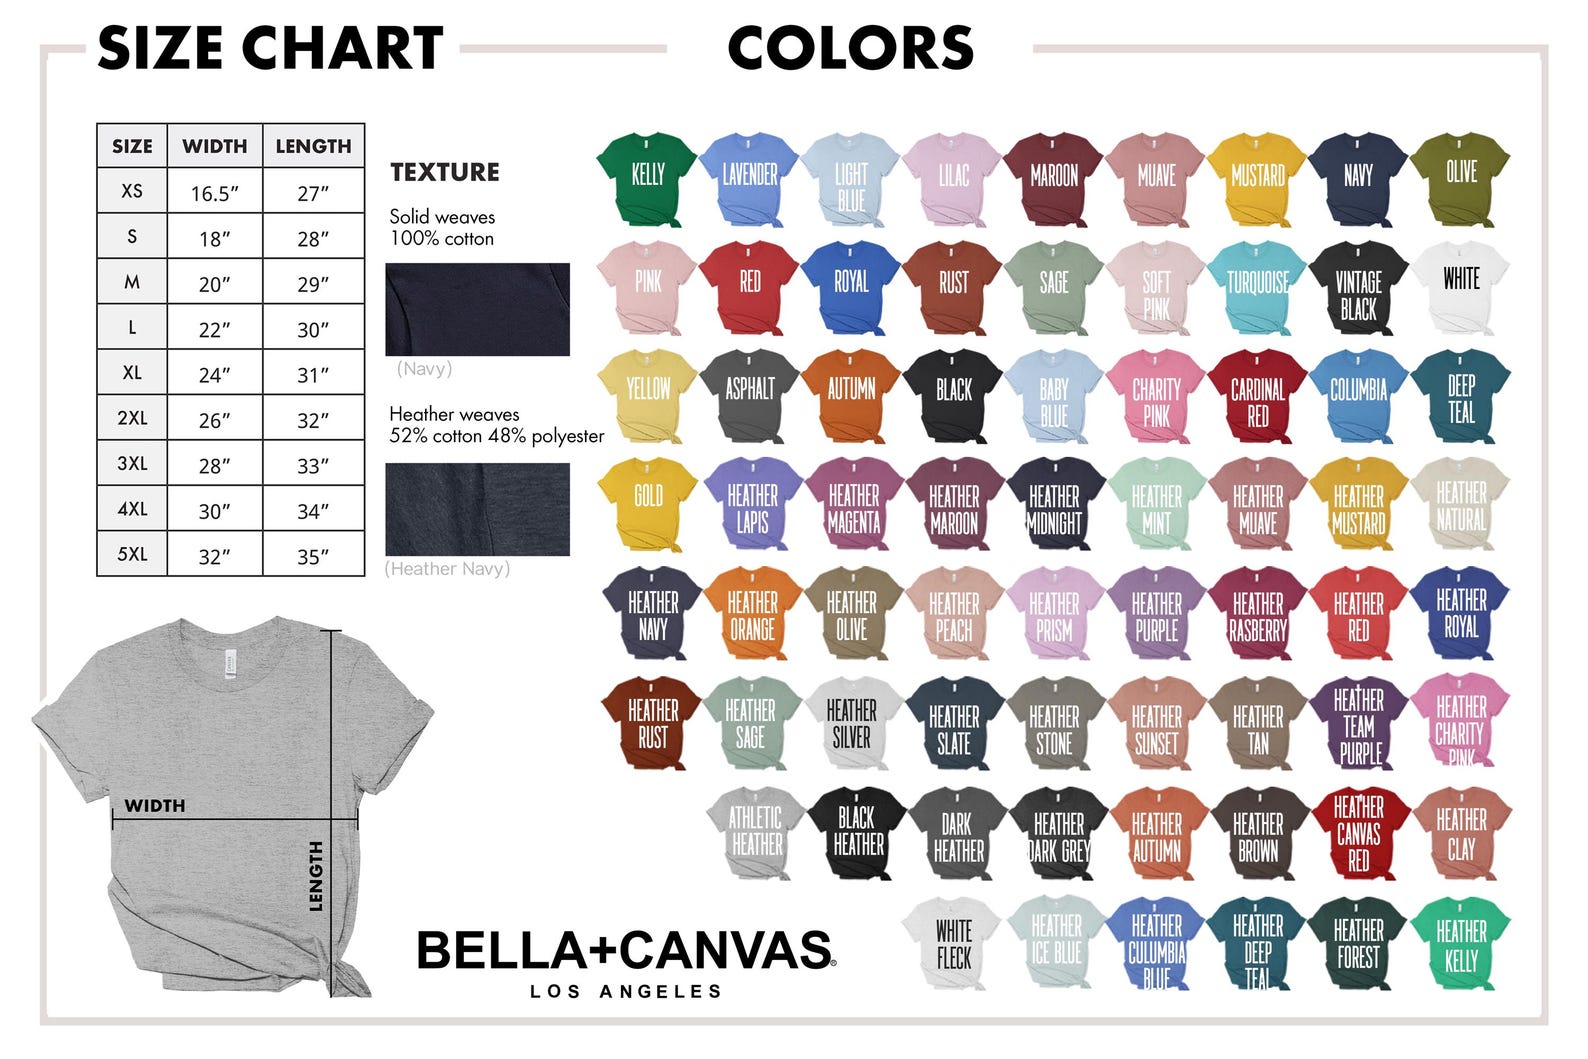 SIZE CHART
COLORS
SIZE WIDTH LENGTH
XS 16.5” 27”
S 18” 28”
M 20” 29”
L 22” 30”
XL 24” 31”
2XL 26” 32”
3XL 28” 33”
4XL 30” 34”
5XL 32” 35”
TEXTURE
Solid weaves
100% cotton
(Navy)
Heather weaves
52% cotton 48% polyester
(Heather Navy)
WIDTH
LENGTH
BELLA+CANVAS®
LOS ANGELES
KELLY
LAVENDER
LIGHT
BLUE
LILAC
MAROON
MUAVE
MUSTARD
NAVY
OLIVE
PINK
RED
ROYAL
RUST
SAGE
SOFT
PINK
TURQUOISE
VINTAGE
BLACK
WHITE
YELLOW
ASPHALT
AUTUMN
BLACK
BABY
BLUE
CHARITY
PINK
CARDINAL
RED
COLUMBIA
DEEP
TEAL
GOLD
HEATHER
LAPIS
HEATHER
MAGENTA
HEATHER
MAROON
HEATHER
MIDNIGHT
HEATHER
MINT
HEATHER
MUAVE
HEATHER
MUSTARD
HEATHER
NATURAL
HEATHER
NAVY
HEATHER
ORANGE
HEATHER
OLIVE
HEATHER
PEACH
HEATHER
PRISM
HEATHER
PURPLE
HEATHER
RASBERRY
HEATHER
RED
HEATHER
ROYAL
HEATHER
RUST
HEATHER
SAGE
HEATHER
SILVER
HEATHER
SLATE
HEATHER
STONE
HEATHER
SUNSET
HEATHER
TAN
HEATHER
TEAM
PURPLE
HEATHER
CHARITY
PINK
ATHLETIC
HEATHER
BLACK
HEATHER
DARK
HEATHER
HEATHER
DARK GREY
HEATHER
AUTUMN
HEATHER
BROWN
HEATHER
CANVAS
RED
HEATHER
CLAY
WHITE
FLECK
HEATHER
ICE BLUE
HEATHER
CULUMBIA
BLUE
HEATHER
DEEP
TEAL
HEATHER
FOREST
HEATHER
KELLY